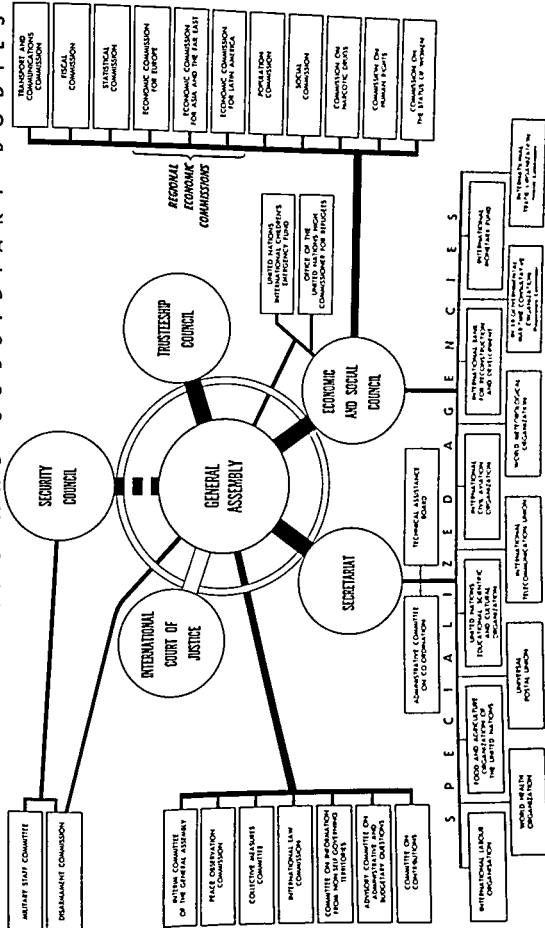 SUBSIDIARY BODIES
MILITARY STAFF COMMITTEE
DISARMAMENT COMMISSION
SECURITY
COUNCIL
TRUSTEESHIP
COUNCIL
INTERNATIONAL
COURT OF
JUSTICE
GENERAL
ASSEMBLY
SECRETARIAT
ECONOMIC
AND SOCIAL
COUNCIL
INTERIM COMMITTEE
OF THE GENERAL ASSEMBLY
PEACE OBSERVATION
COMMISSION
COLLECTIVE MEASURES
COMMITTEE
INTERNATIONAL LAW
COMMISSION
COMMITTEE ON INFORMATION
FROM NON-SELF-GOVERNING
TERRITORIES
ADVISORY COMMITTEE ON
ADMINISTRATIVE AND
BUDGETARY QUESTIONS
COMMITTEE ON
CONTRIBUTIONS
TRANSPORT AND
COMMUNICATIONS
COMMISSION
FISCAL
COMMISSION
STATISTICAL
COMMISSION
ECONOMIC COMMISSION
FOR EUROPE
ECONOMIC COMMISSION
FOR ASIA AND THE FAR EAST
ECONOMIC COMMISSION
FOR LATIN AMERICA
POPULATION
COMMISSION
SOCIAL
COMMISSION
COMMISSION ON
NARCOTIC DRUGS
COMMISSION ON
HUMAN RIGHTS
COMMISSION ON
THE STATUS OF WOMEN
REGIONAL
ECONOMIC
COMMISSIONS
UNITED NATIONS
INTERNATIONAL CHILDREN'S
EMERGENCY FUND
OFFICE OF THE
UNITED NATIONS HIGH
COMMISSIONER FOR REFUGEES
ADMINISTRATIVE COMMITTEE
ON CO-ORDINATION
TECHNICAL ASSISTANCE
BOARD
SPECIALIZED AGENCIES
INTERNATIONAL LABOUR
ORGANISATION
FOOD AND AGRICULTURE
ORGANIZATION OF
THE UNITED NATIONS
UNITED NATIONS
EDUCATIONAL SCIENTIFIC
AND CULTURAL
ORGANIZATION
INTERNATIONAL
CIVIL AVIATION
ORGANIZATION
INTERNATIONAL BANK
FOR RECONSTRUCTION
AND DEVELOPMENT
INTERNATIONAL
MONETARY FUND
WORLD HEALTH
ORGANIZATION
UNIVERSAL
POSTAL UNION
INTERNATIONAL
TELECOMMUNICATION UNION
WORLD METEOROLOGICAL
ORGANIZATION
INTER-GOVERNMENTAL
MARITIME CONSULTATIVE
ORGANIZATION
INTERNATIONAL
TRADE ORGANIZATION